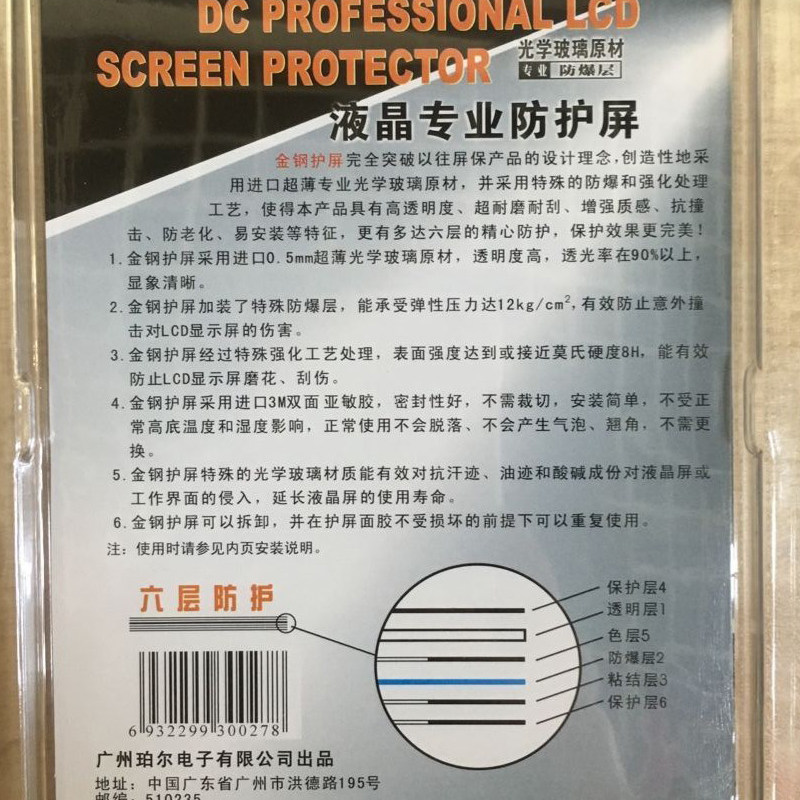 DC PROFESSIONAL LCD
SCREEN PROTECTOR
光学玻璃原材
专业 防爆层
液晶专业防护屏
金钢护屏完全突破以往屏保产品的设计理念,创造性地采
用进口超薄专业光学玻璃原材，并采用特殊的防爆和强化处理
工艺，使得本产品具有高透明度、超耐磨耐刮、增强质感、抗撞
击、防老化、易安装等特征，更有多达六层的精心防护，保护效果更完美！
1.金钢护屏采用进口0.5mm超薄光学玻璃原材，透明度高，透光率在90%以上，
显象清晰。
2.金钢护屏加装了特殊防爆层，能承受弹性压力达12kg/cm²,有效防止意外撞
击对LCD显示屏的伤害。
3.金钢护屏经过特殊强化工艺处理，表面强度达到或接近莫氏硬度8H，能有效
防止LCD显示屏磨花、刮伤。
4.金钢护屏采用进口3M双面亚敏胶，密封性好，不需裁切，安装简单，不受正
常高底温度和湿度影响，正常使用不会脱落、不会产生气泡、翘角，不需更
换。
5.金钢护屏特殊的光学玻璃材质能有效对抗汗迹、油迹和酸碱成份对液晶屏或
工作界面的侵入，延长液晶屏的使用寿命。
6.金钢护屏可以拆卸，并在护屏面胶不受损坏的前提下可以重复使用。
注：使用时请参见内页安装说明。
六层防护
保护层4
透明层1
色层5
防爆层2
粘结层3
保护层6
6 932299 300278
广州珀尔电子有限公司出品
地址：中国广东省广州市洪德路195号
邮编：510235